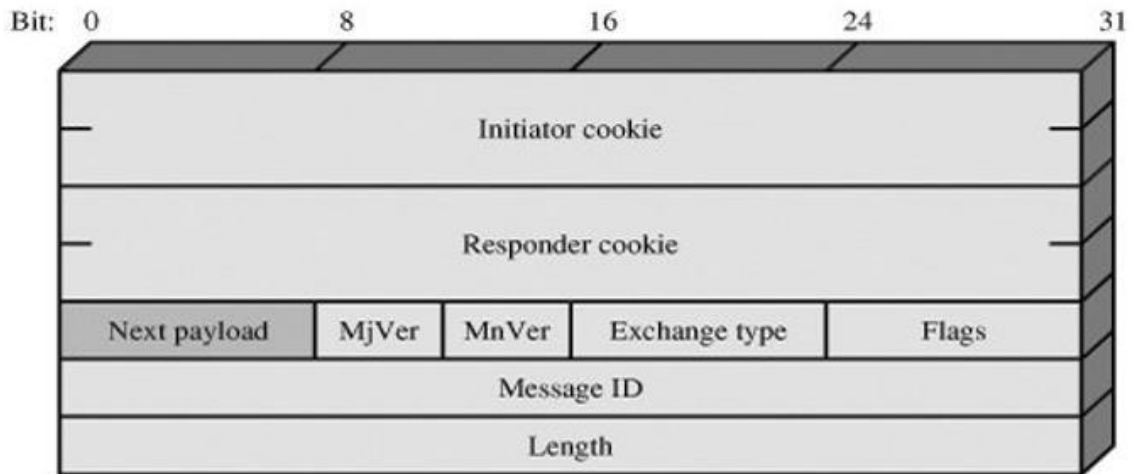 Bit: 0 8 16 24 31
Initiator cookie
Responder cookie
Next payload MjVer MnVer Exchange type Flags
Message ID
Length